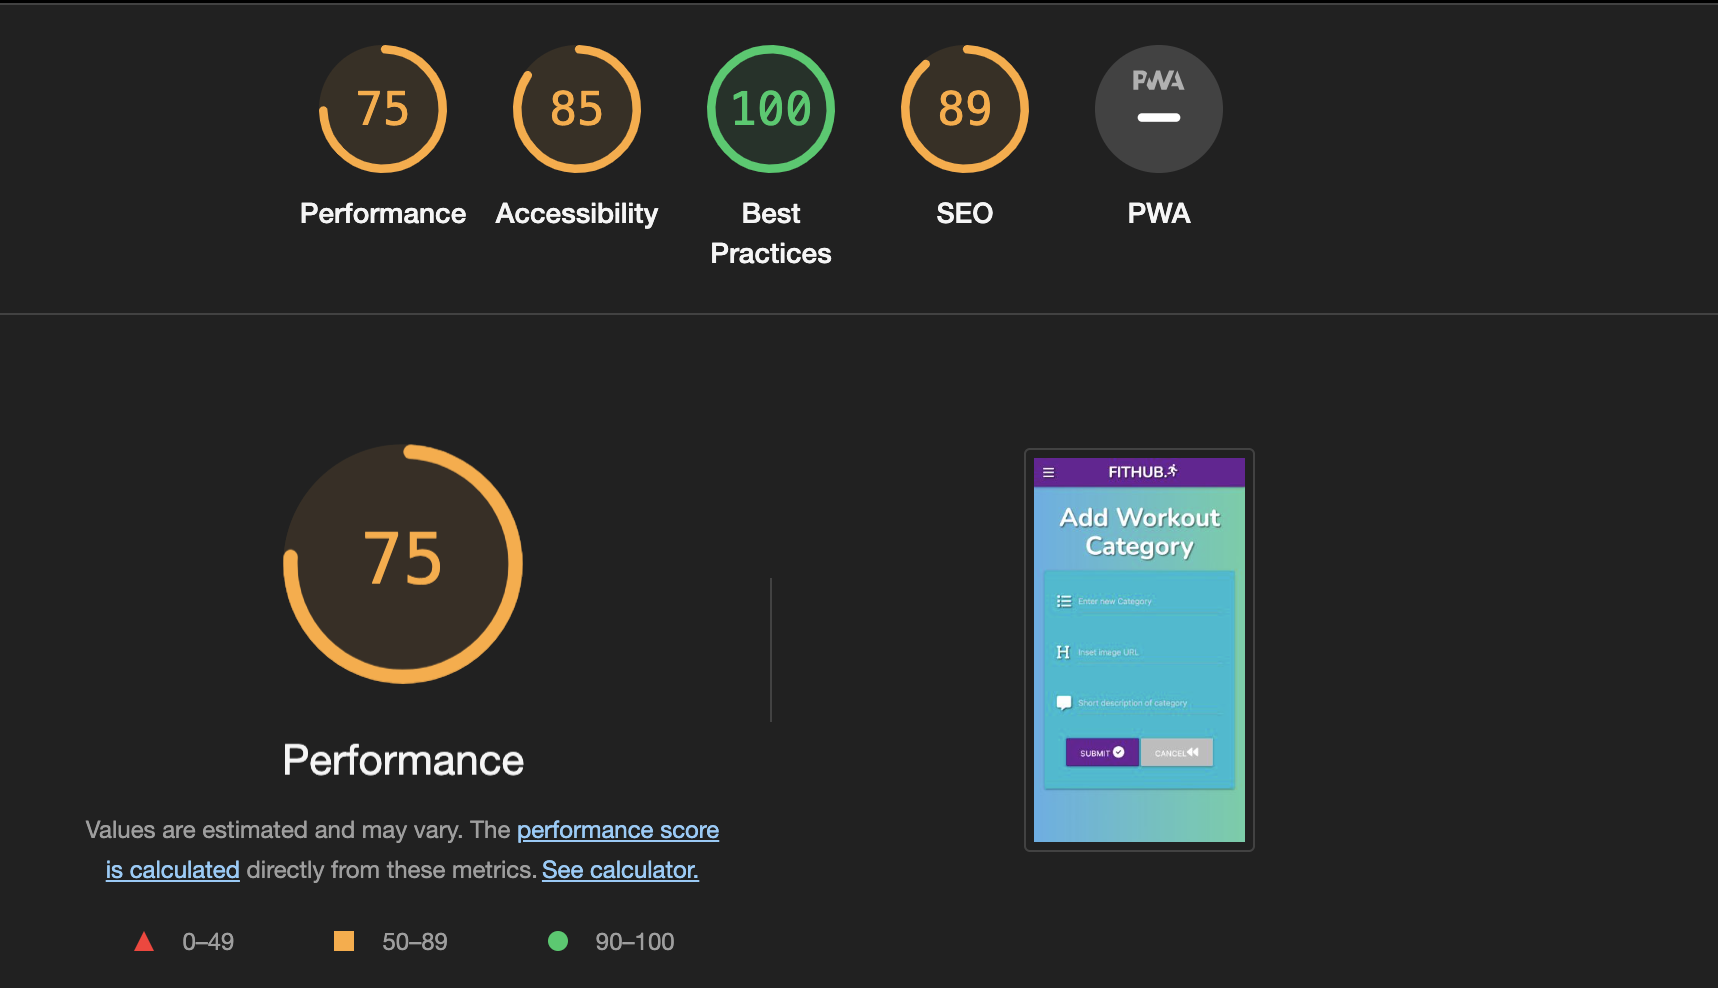 75
85
100
89
PWA
Performance
Accessibility
Best
Practices
SEO
PWA
75
Performance
Values are estimated and may vary. The performance score
is calculated directly from these metrics. See calculator.
0–49
50–89
90–100
FITHUB.
Add Workout
Category
Enter new Category
Inset image URL
Short description of category
SUBMIT
CANCEL